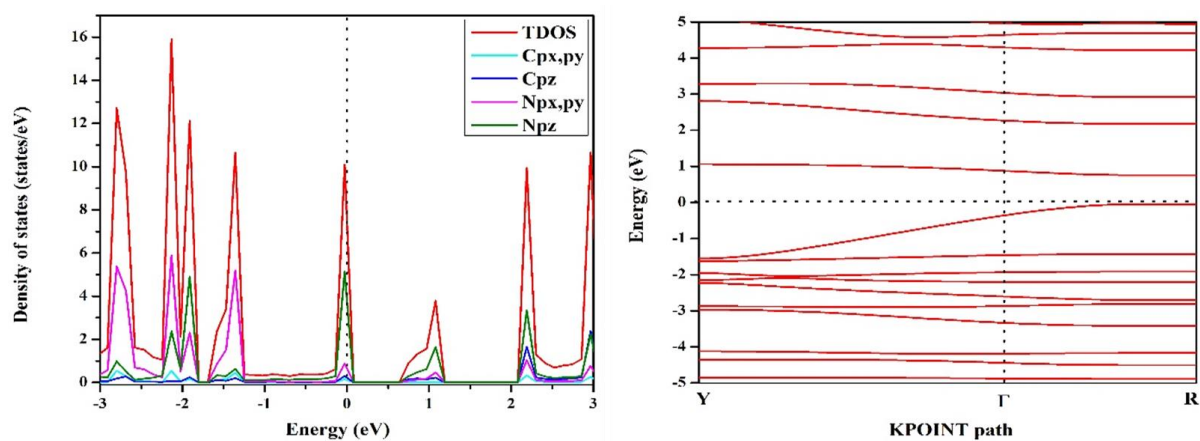 16
14
12
10
8
6
4
2
0
Density of states (states/eV)
TDOS
Cpx,py
Cpz
Npx,py
Npz
-3 -2 -1 0 1 2 3
Energy (eV)
5
4
3
2
1
0
-1
-2
-3
-4
-5
Energy (eV)
Y Γ R
KPOINT path